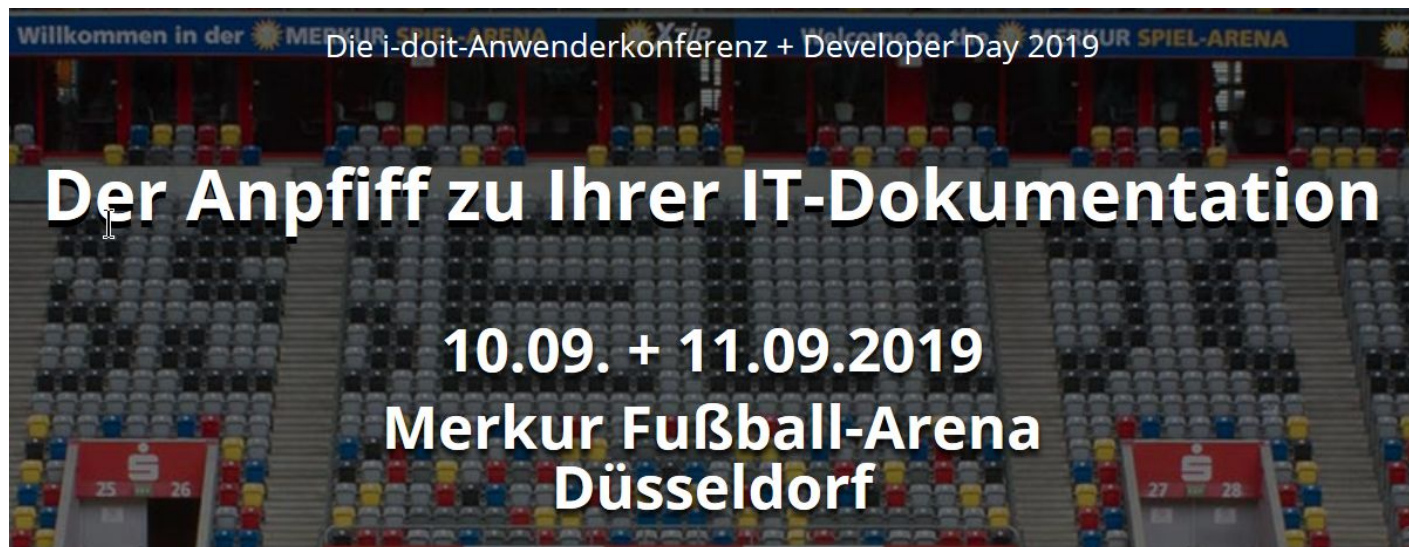 Willkommen in der MERKUR SPIEL-ARENA Welcome to the MERKUR SPIEL-ARENA
Die i-doit-Anwenderkonferenz + Developer Day 2019
Der Anpfiff zu Ihrer IT-Dokumentation
10.09. + 11.09.2019
Merkur Fußball-Arena
Düsseldorf
25 26
27 28